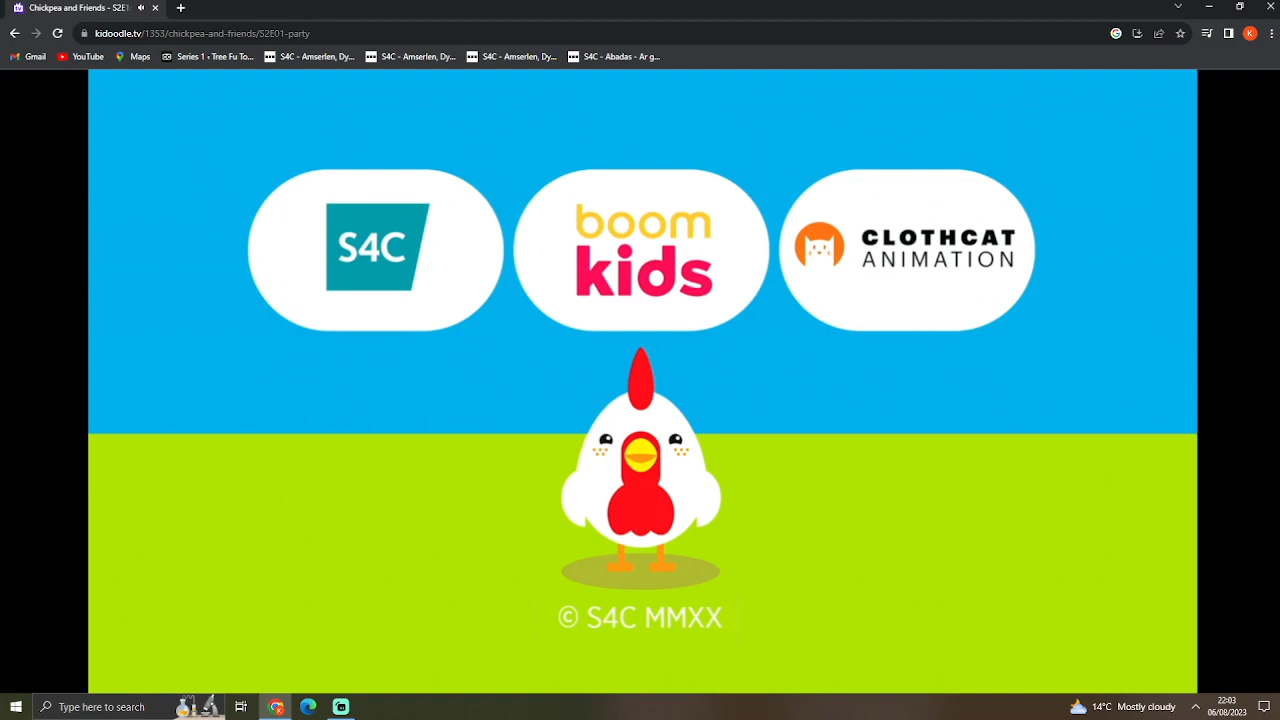 Chickpea and Friends - S2E1
kidoodle.tv/1353/chickpea-and-friends/S2E01-party
K
Gmail
YouTube
Maps
Series 1 - Tree Fu To...
S4C - Amserlen, Dy...
S4C - Amserlen, Dy...
S4C - Amserlen, Dy...
S4C - Abadas - Ar g...
S4C
boom
kids
CLOTHCAT
ANIMATION
© S4C MMXX
Type here to search
14°C Mostly cloudy
22:03
06/08/2023